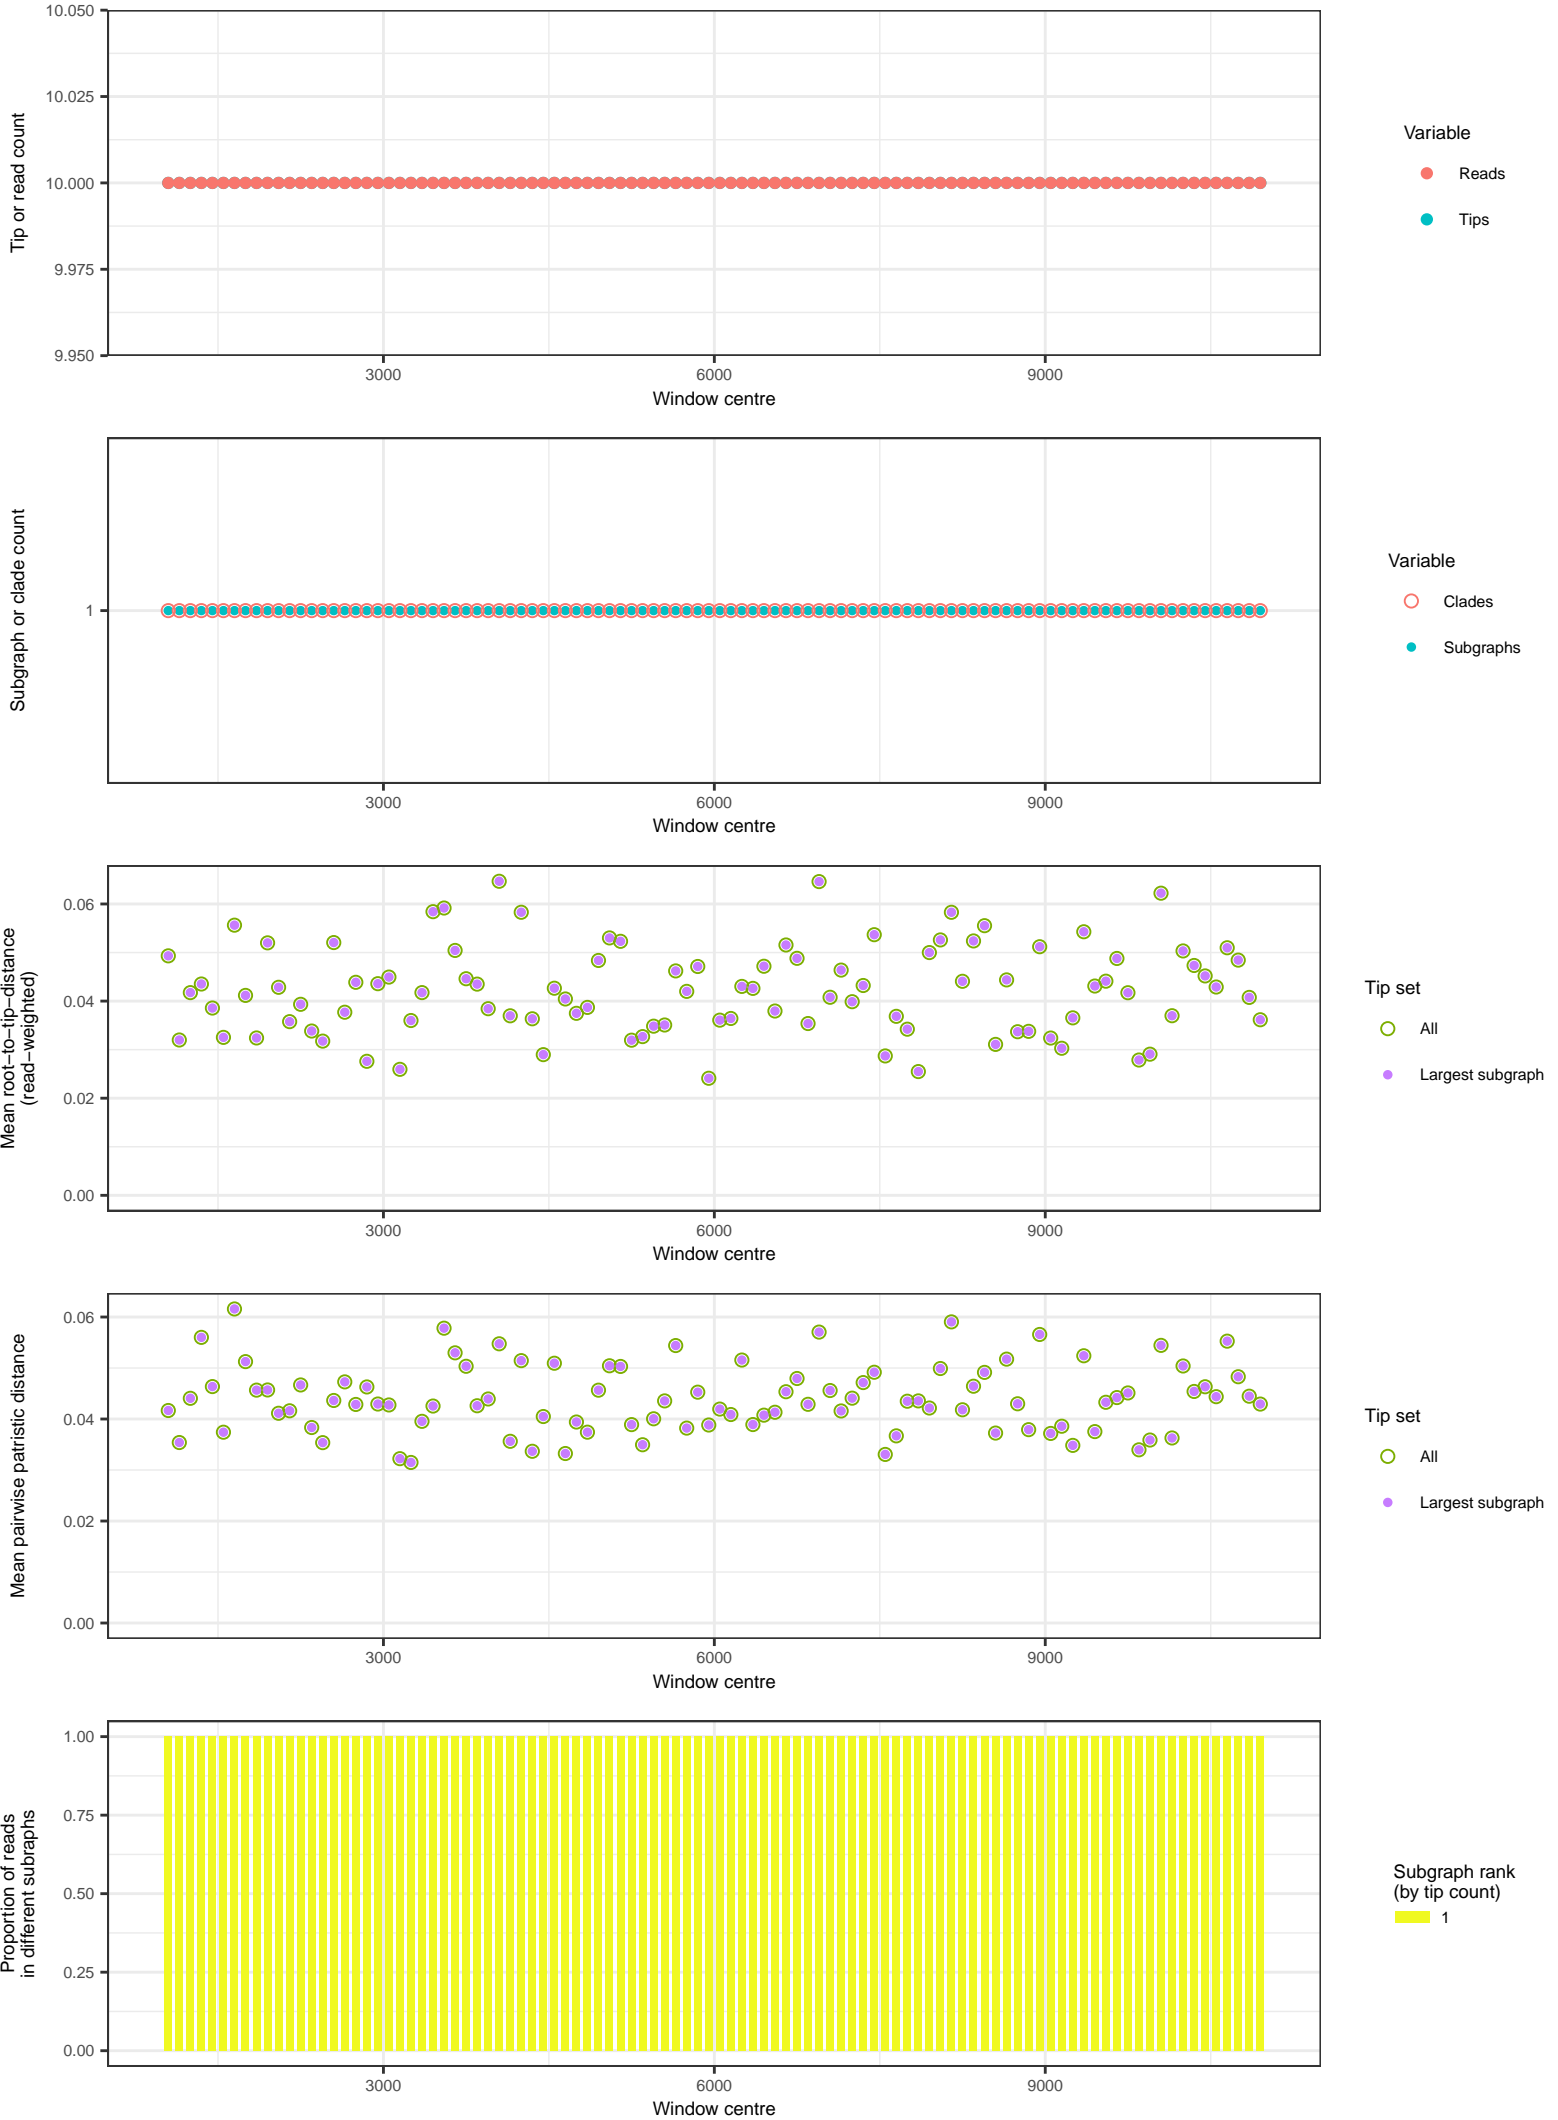 10.050
10.025
10.000
9.975
9.950
Tip or read count
3000 6000 9000
Window centre
Variable
Reads
Tips
1
Subgraph or clade count
3000 6000 9000
Window centre
Variable
Clades
Subgraphs
0.06
0.04
0.02
0.00
Mean root−to−tip−distance
(read−weighted)
3000 6000 9000
Window centre
Tip set
All
Largest subgraph
0.06
0.04
0.02
0.00
Mean pairwise patristic distance
3000 6000 9000
Window centre
Tip set
All
Largest subgraph
1.00
0.75
0.50
0.25
0.00
Proportion of reads
in different subraphs
3000 6000 9000
Window centre
Subgraph rank
(by tip count)
1